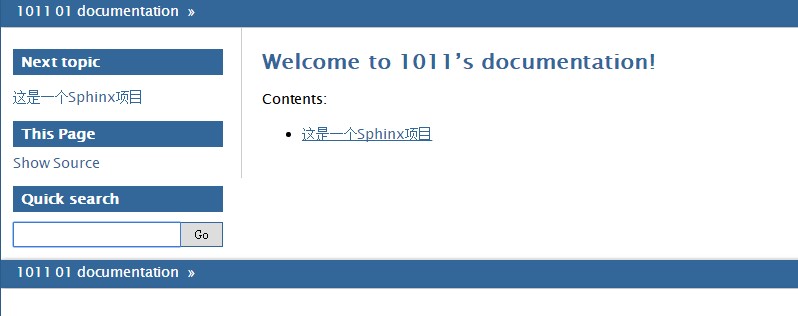 1011 01 documentation »
Next topic
这是一个Sphinx项目
This Page
Show Source
Quick search
Go
Welcome to 1011’s documentation!
Contents:
这是一个Sphinx项目
1011 01 documentation »